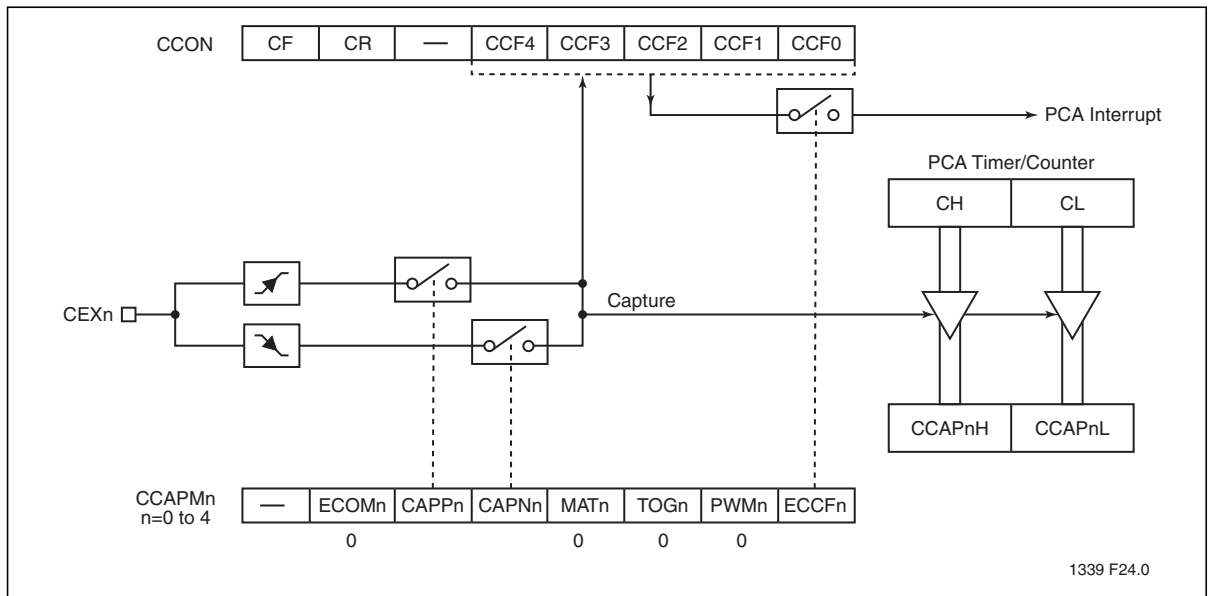 CCON CF CR — CCF4 CCF3 CCF2 CCF1 CCF0
PCA Interrupt
PCA Timer/Counter
CH CL
CEXn
Capture
CCAPnH CCAPnL
CCAPMn
n=0 to 4
— ECOMn CAPPn CAPNn MATn TOGn PWMn ECCFn
0 0 0 0
1339 F24.0